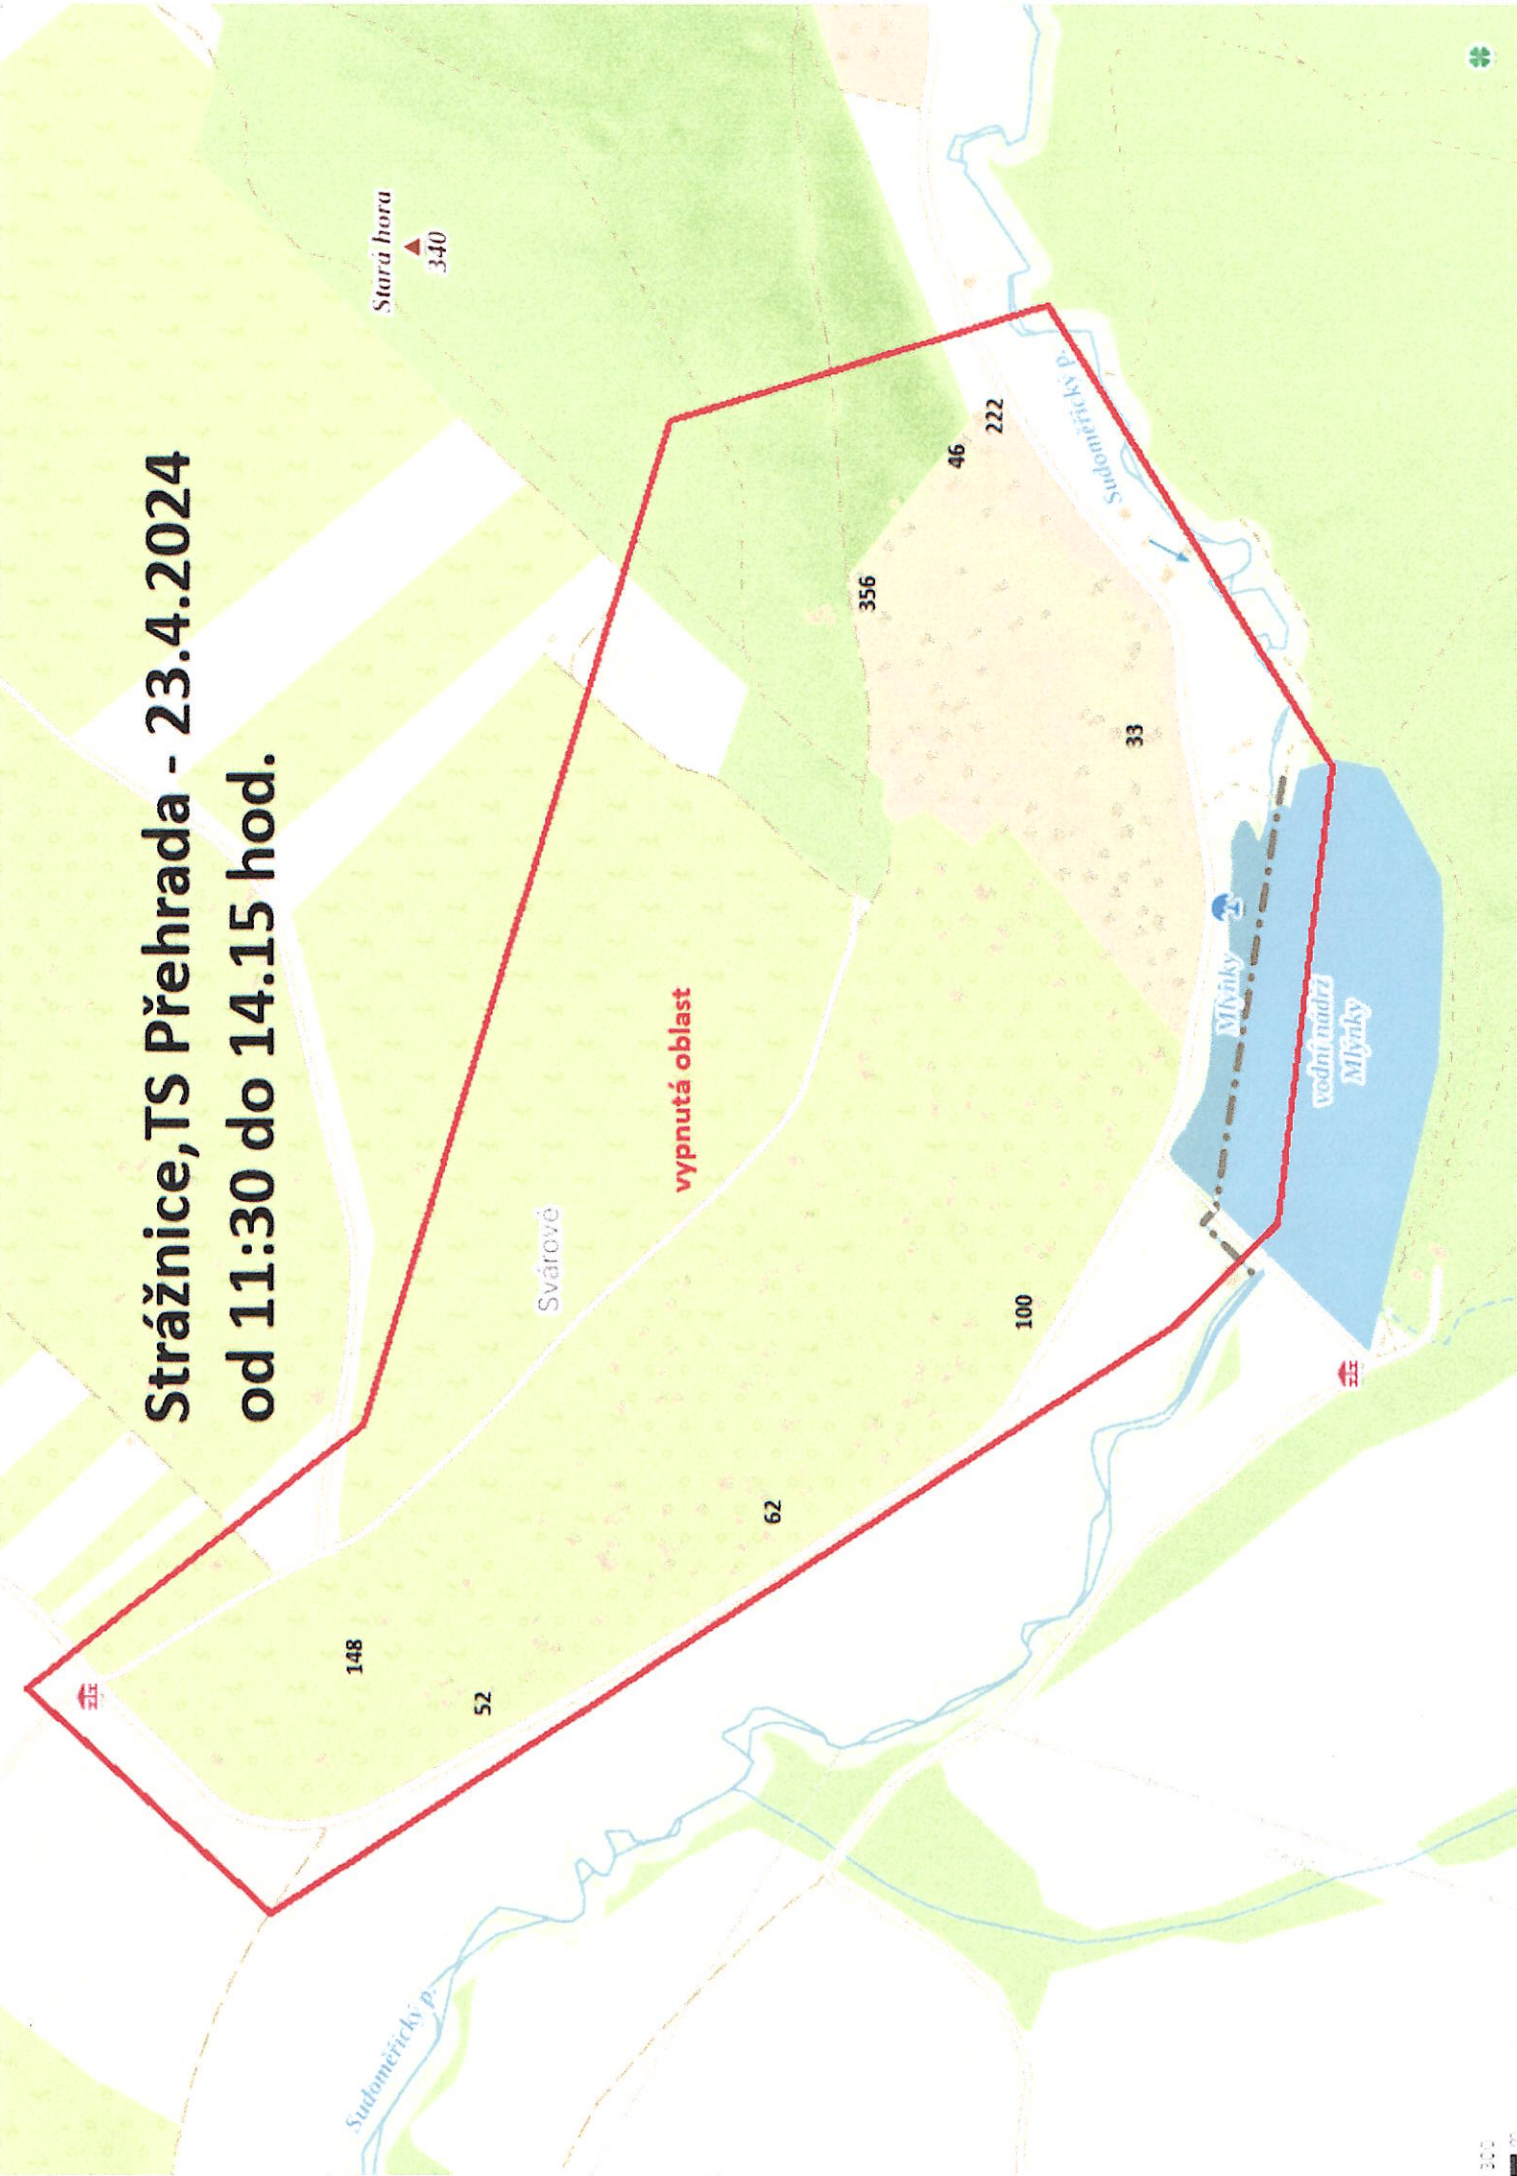 Strážnice,TS Přehrada - 23.4.2024
od 11:30 do 14.15 hod.
Stará hora
340
vypnutá oblast
Svárové
148
52
62
100
356
46
222
33
Sudoměřický p.
Mlýnky
vodní nádrž
Mlýnky
Sudoměřický p.
300